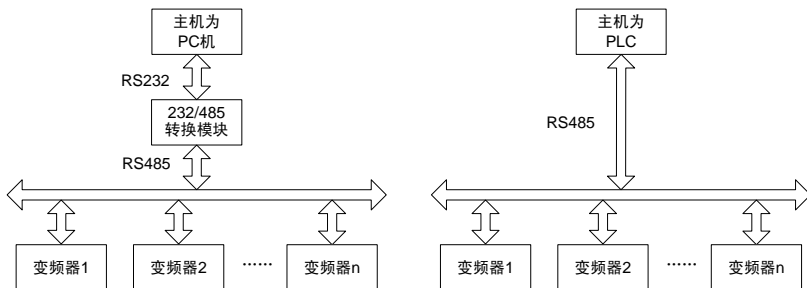 主机为
PC机
RS232
232/485
转换模块
RS485
变频器1
变频器2
……
变频器n
主机为
PLC
RS485
变频器1
变频器2
……
变频器n